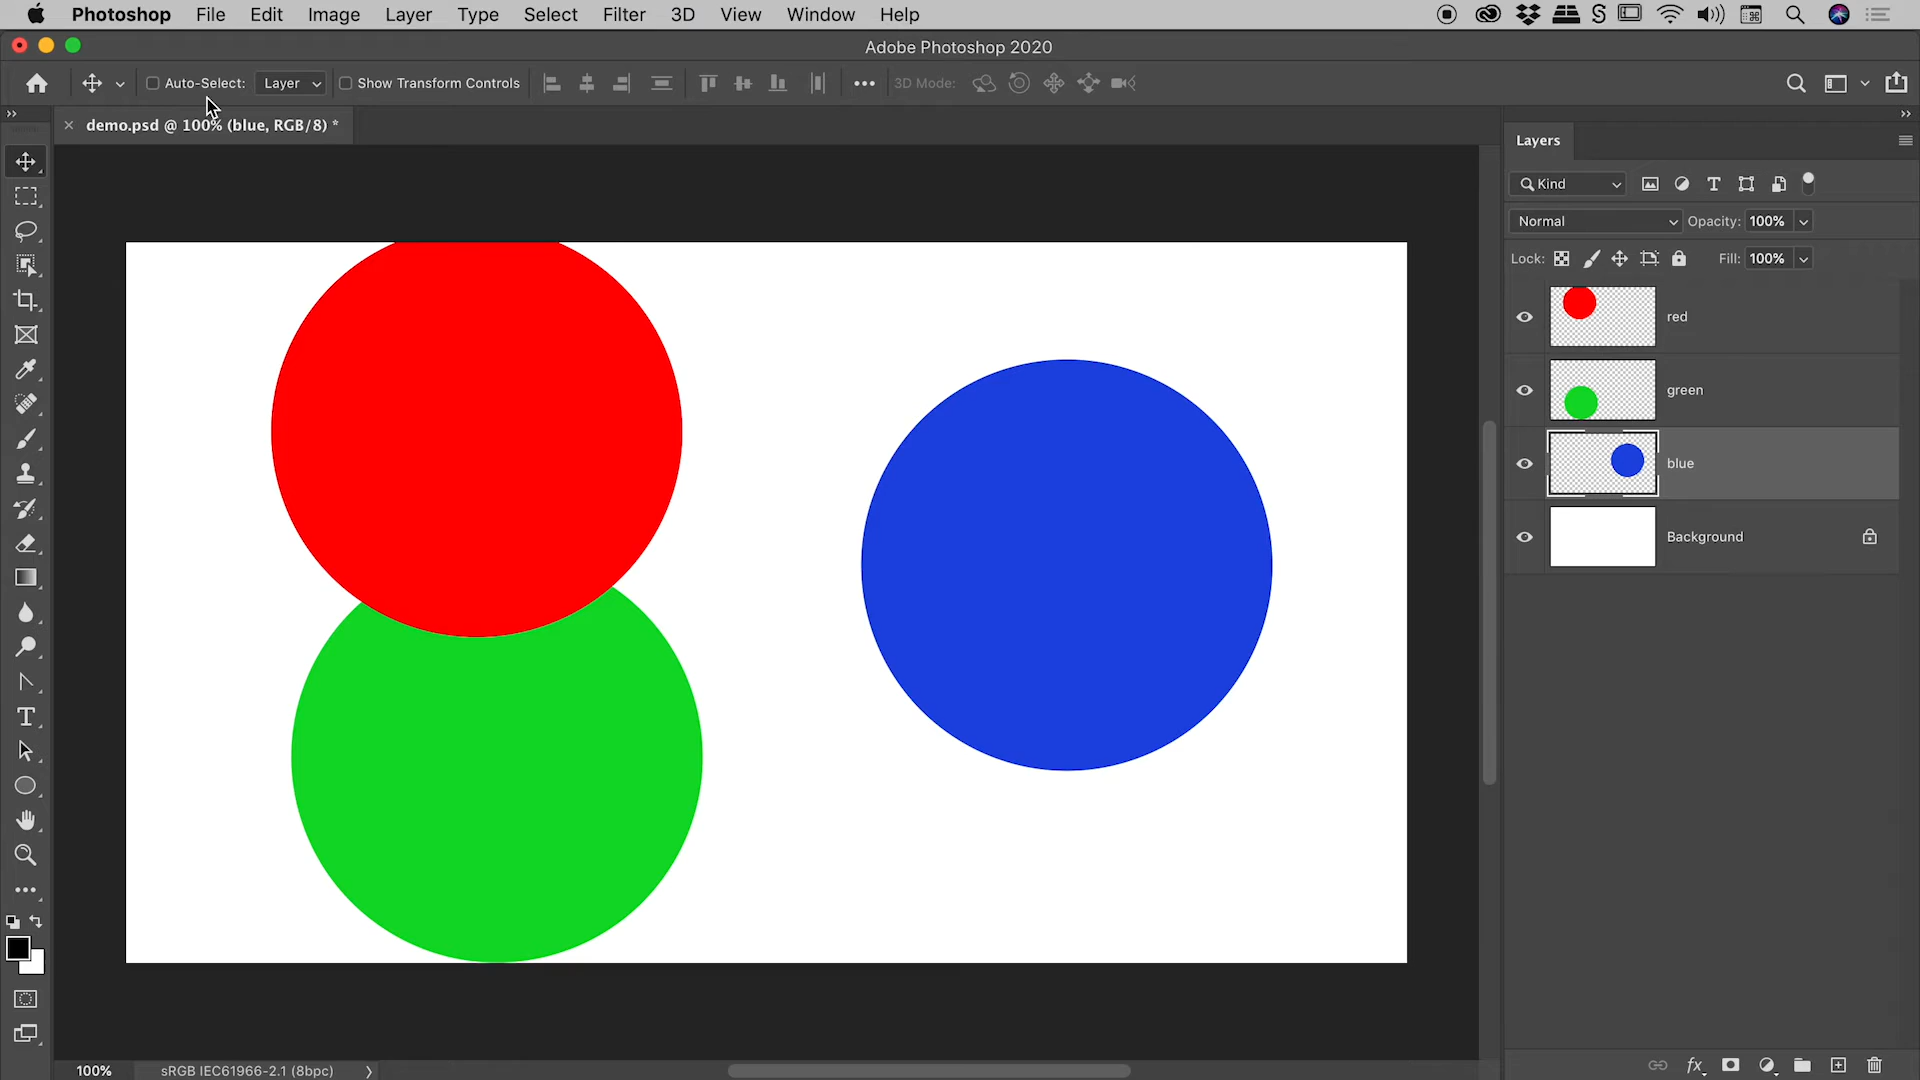 Photoshop File Edit Image Layer Type Select Filter 3D View Window Help
Adobe Photoshop 2020
Auto-Select: Layer Show Transform Controls 3D Mode:
demo.psd @ 100% (blue, RGB/8) *
Layers
Kind
Normal Opacity: 100%
Lock: Fill: 100%
red
green
blue
Background
fx
100% sRGB IEC61966-2.1 (8bpc)